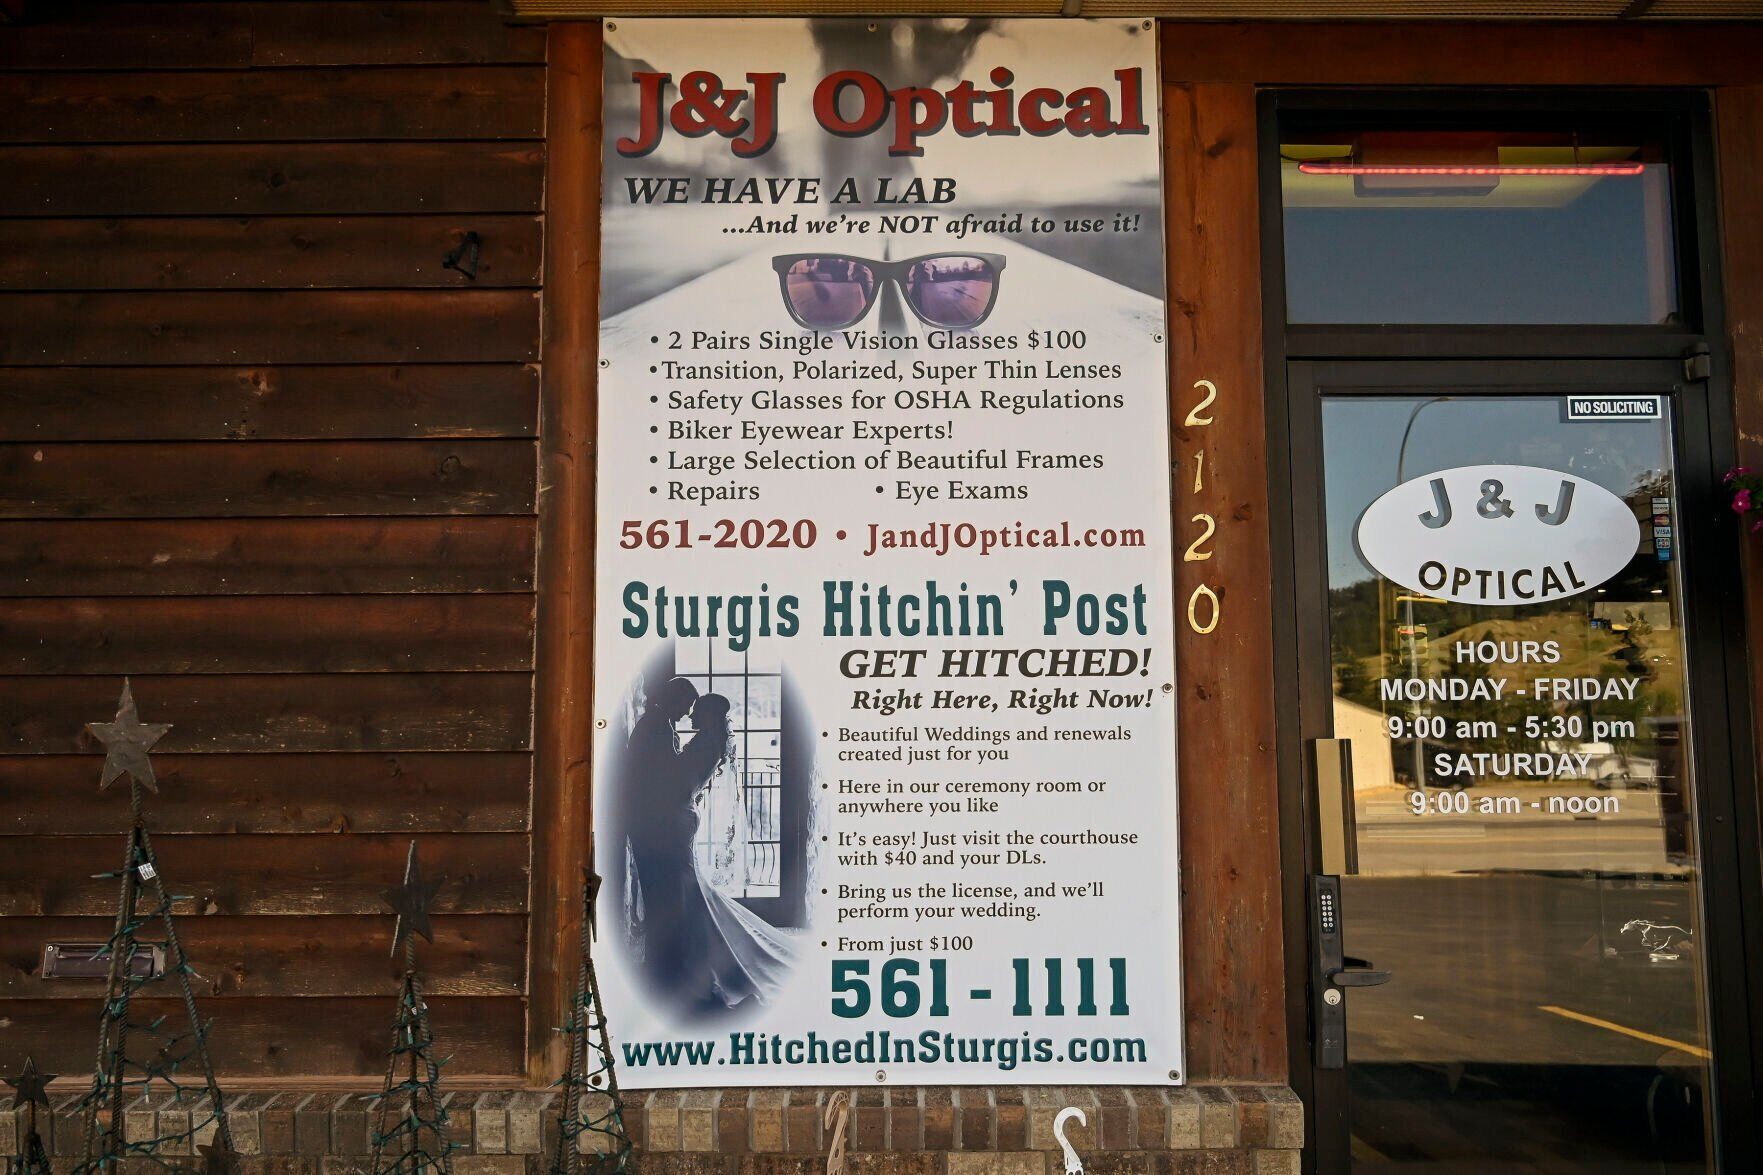 J&J Optical
WE HAVE A LAB
...And we're NOT afraid to use it!
• 2 Pairs Single Vision Glasses $100
• Transition, Polarized, Super Thin Lenses
• Safety Glasses for OSHA Regulations
• Biker Eyewear Experts!
• Large Selection of Beautiful Frames
• Repairs • Eye Exams
561-2020 • JandJOptical.com
Sturgis Hitchin' Post
GET HITCHED!
Right Here, Right Now!
• Beautiful Weddings and renewals
created just for you
• Here in our ceremony room or
anywhere you like
• It's easy! Just visit the courthouse
with $40 and your DLs.
• Bring us the license, and we'll
perform your wedding.
• From just $100
561 - 1111
www.HitchedInSturgis.com
2
1
2
0
NO SOLICITING
J & J
OPTICAL
VISA
HOURS
MONDAY - FRIDAY
9:00 am - 5:30 pm
SATURDAY
9:00 am - noon